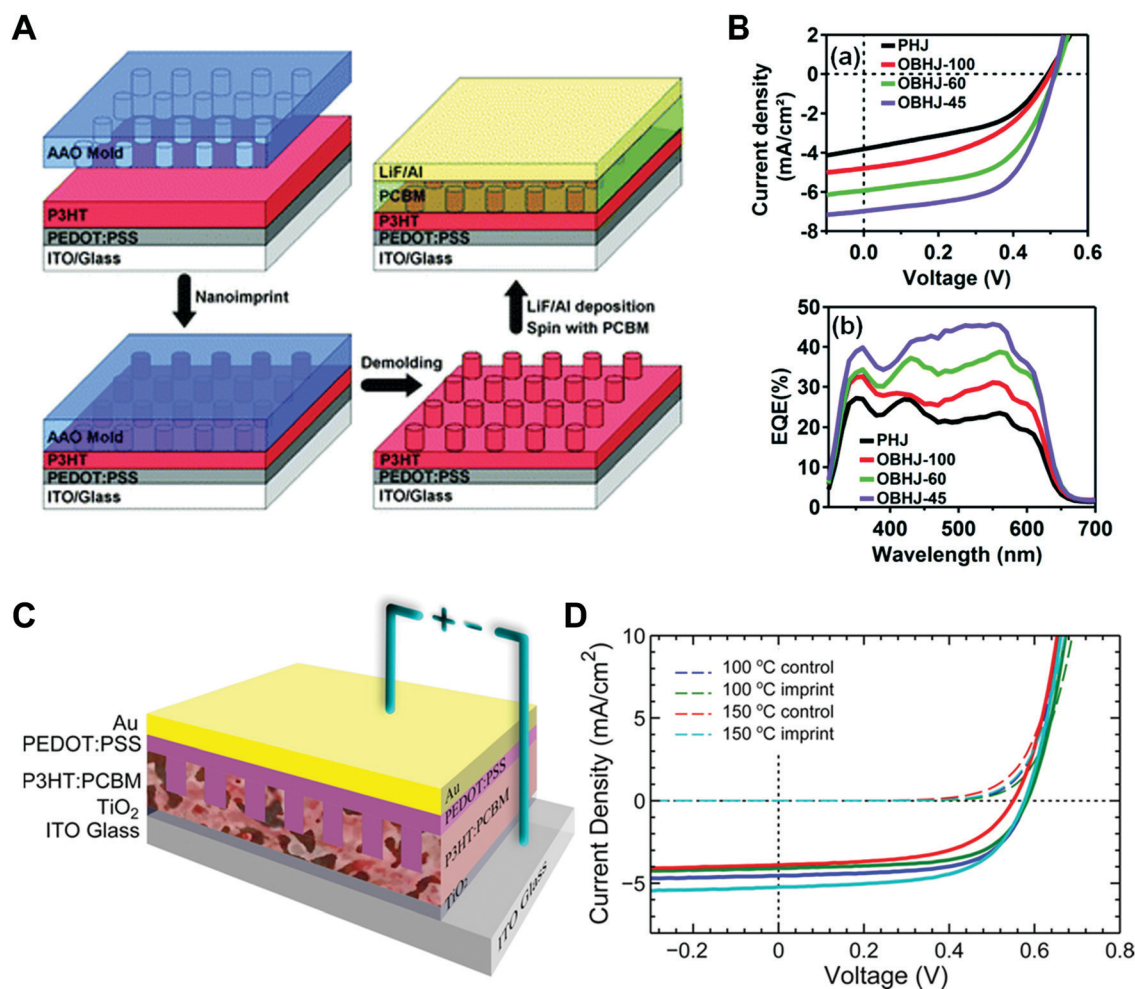 A
AAO Mold
P3HT
PEDOT:PSS
ITO/Glass
Nanoimprint
AAO Mold
P3HT
PEDOT:PSS
ITO/Glass
Demolding
P3HT
PEDOT:PSS
ITO/Glass
LiF/Al deposition
Spin with PCBM
LiF/Al
PCBM
P3HT
PEDOT:PSS
ITO/Glass
B
(a)
PHJ
OBHJ-100
OBHJ-60
OBHJ-45
Current density
(mA/cm²)
0
-2
-4
-6
-8
0.0 0.2 0.4 0.6
Voltage (V)
(b)
PHJ
OBHJ-100
OBHJ-60
OBHJ-45
EQE(%)
50
40
30
20
10
0
400 500 600 700
Wavelength (nm)
C
+ -
Au
PEDOT:PSS
P3HT:PCBM
TiO₂
ITO Glass
Au
PEDOT:PSS
P3HT:PCBM
TiO₂
ITO Glass
D
100 °C control
100 °C imprint
150 °C control
150 °C imprint
Current Density (mA/cm²)
10
5
0
−5
−0.2 0 0.2 0.4 0.6 0.8
Voltage (V)